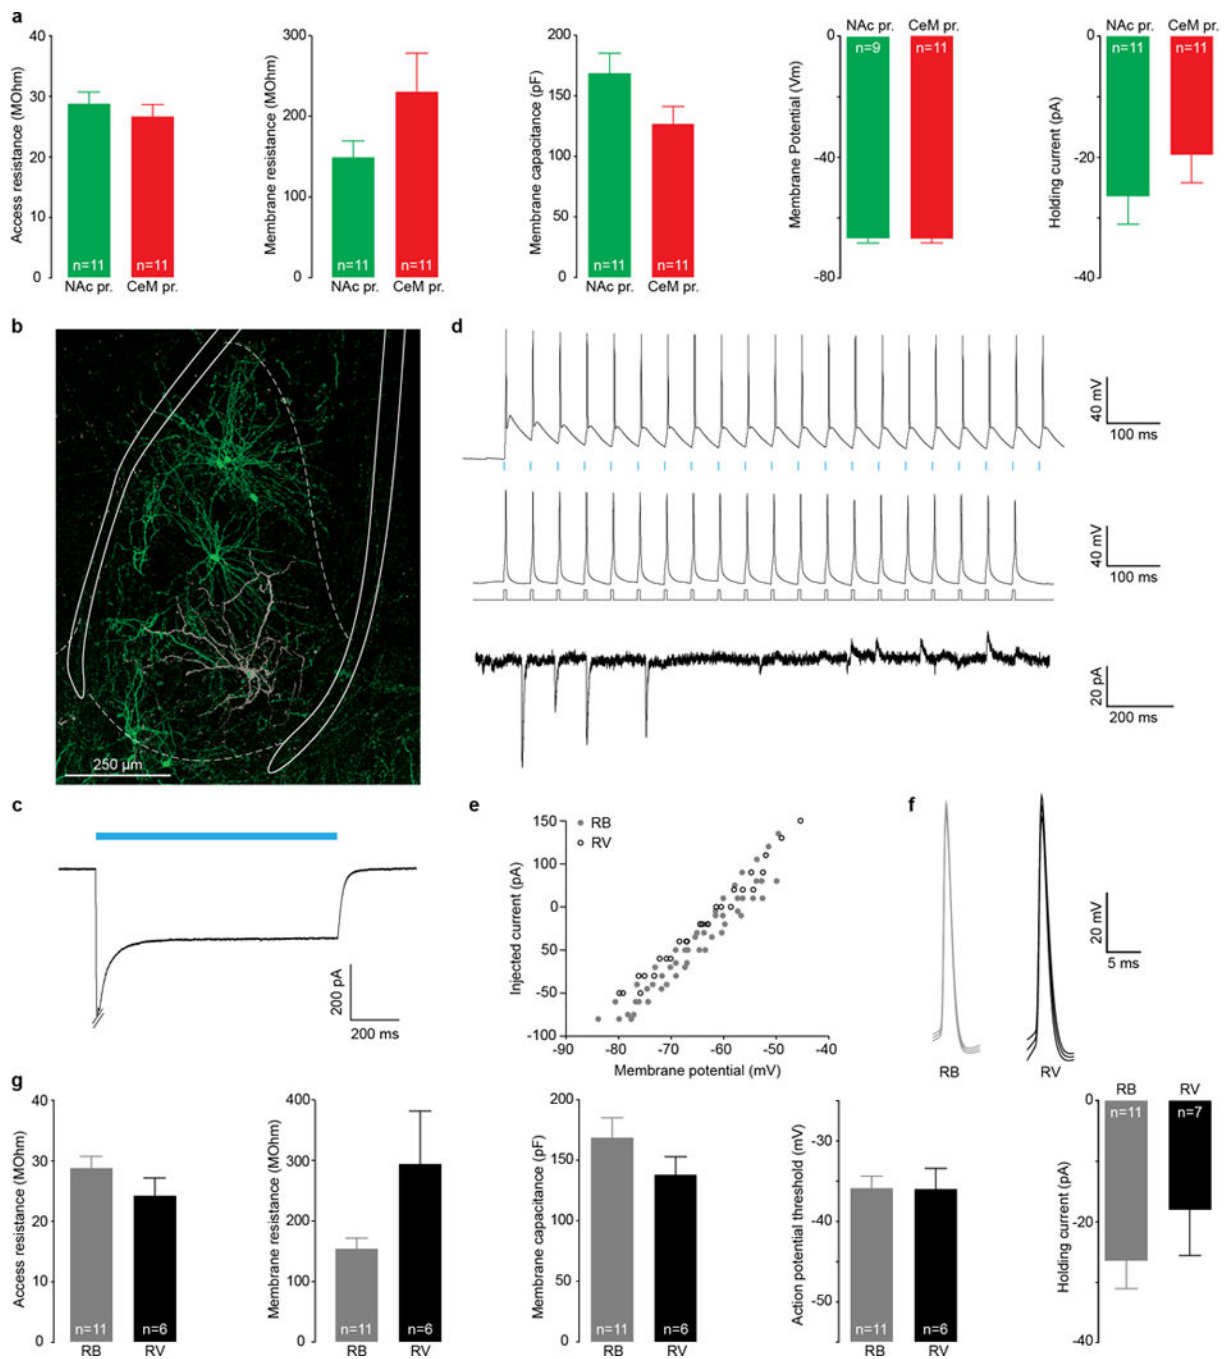 a
Access resistance (MOhm)
40
30
20
10
0
n=11
n=11
NAc pr.
CeM pr.
Membrane resistance (MOhm)
300
200
100
0
n=11
n=11
NAc pr.
CeM pr.
Membrane capacitance (pF)
200
150
100
50
0
n=11
n=11
NAc pr.
CeM pr.
Membrane Potential (Vm)
NAc pr.
CeM pr.
n=9
n=11
0
-40
-80
Holding current (pA)
NAc pr.
CeM pr.
n=11
n=11
0
-20
-40
b
250 µm
d
40 mV
100 ms
40 mV
100 ms
20 pA
200 ms
c
200 pA
200 ms
e
RB
RV
Injected current (pA)
150
100
0
50
-50
-100
-90
-80
-70
-60
-50
-40
Membrane potential (mV)
f
RB
RV
20 mV
5 ms
g
Access resistance (MOhm)
40
30
20
10
0
n=11
n=6
RB
RV
Membrane resistance (MOhm)
400
300
200
100
0
n=11
n=6
RB
RV
Membrane capacitance (pF)
200
150
100
50
0
n=11
n=6
RB
RV
Action potential threshold (mV)
-30
-40
-50
n=11
n=6
RB
RV
Holding current (pA)
RB
RV
n=11
n=7
0
-20
-40